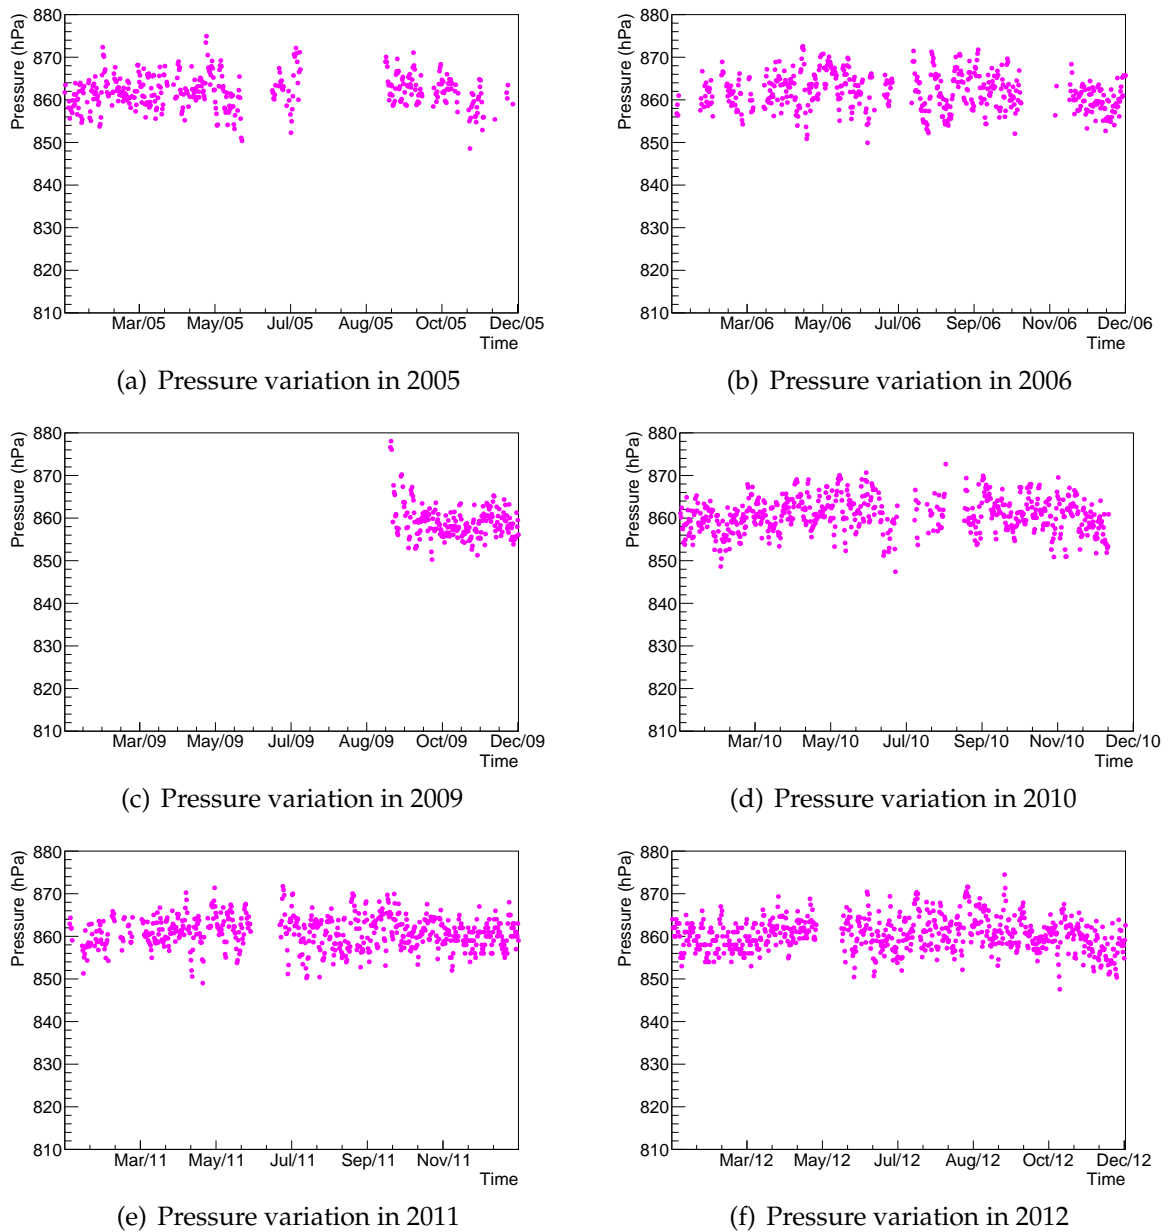 Pressure (hPa)
880
870
860
850
840
830
820
810
Mar/05 May/05 Jul/05 Aug/05 Oct/05 Dec/05
Time
(a) Pressure variation in 2005
Pressure (hPa)
880
870
860
850
840
830
820
810
Mar/06 May/06 Jul/06 Sep/06 Nov/06 Dec/06
Time
(b) Pressure variation in 2006
Pressure (hPa)
880
870
860
850
840
830
820
810
Mar/09 May/09 Jul/09 Aug/09 Oct/09 Dec/09
Time
(c) Pressure variation in 2009
Pressure (hPa)
880
870
860
850
840
830
820
810
Mar/10 May/10 Jul/10 Sep/10 Nov/10 Dec/10
Time
(d) Pressure variation in 2010
Pressure (hPa)
880
870
860
850
840
830
820
810
Mar/11 May/11 Jul/11 Sep/11 Nov/11
Time
(e) Pressure variation in 2011
Pressure (hPa)
880
870
860
850
840
830
820
810
Mar/12 May/12 Jul/12 Aug/12 Oct/12 Dec/12
Time
(f) Pressure variation in 2012